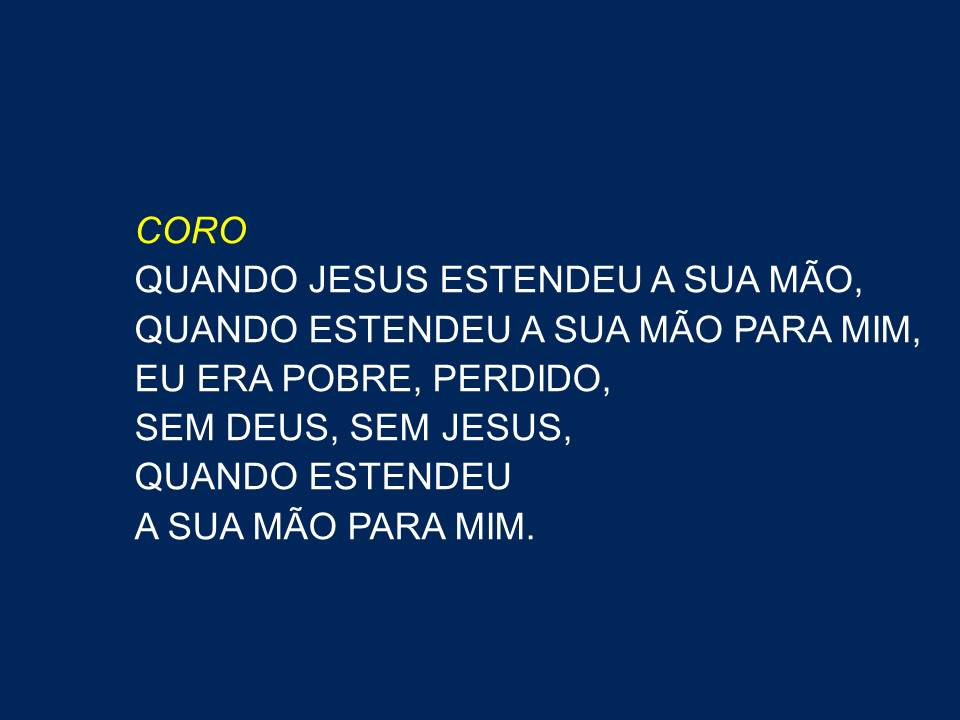 CORO
QUANDO JESUS ESTENDEU A SUA MÃO,
QUANDO ESTENDEU A SUA MÃO PARA MIM,
EU ERA POBRE, PERDIDO,
SEM DEUS, SEM JESUS,
QUANDO ESTENDEU
A SUA MÃO PARA MIM.